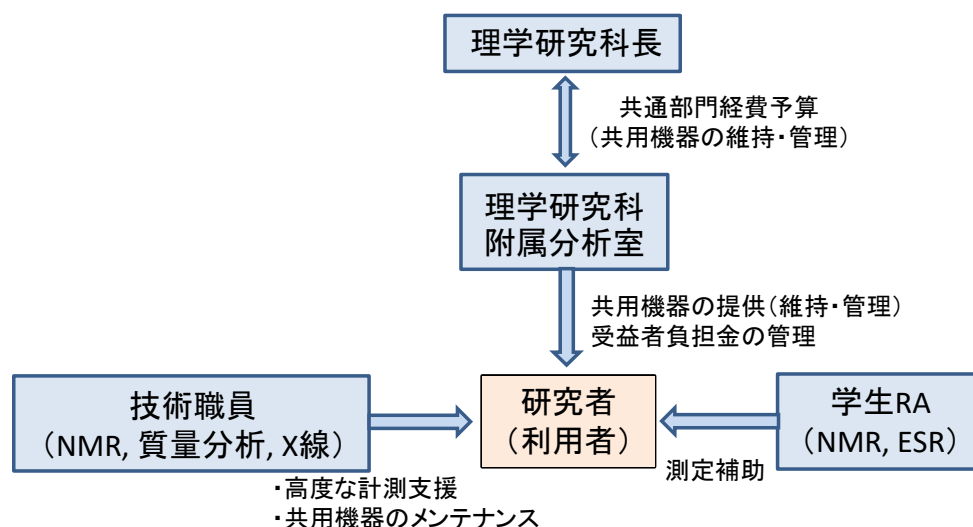 理学研究科長
共通部門経費予算
（共用機器の維持・管理）
理学研究科
附属分析室
共用機器の提供（維持・管理）
受益者負担金の管理
技術職員
（NMR, 質量分析, X線）
研究者
（利用者）
学生RA
（NMR, ESR）
測定補助
・高度な計測支援
・共用機器のメンテナンス